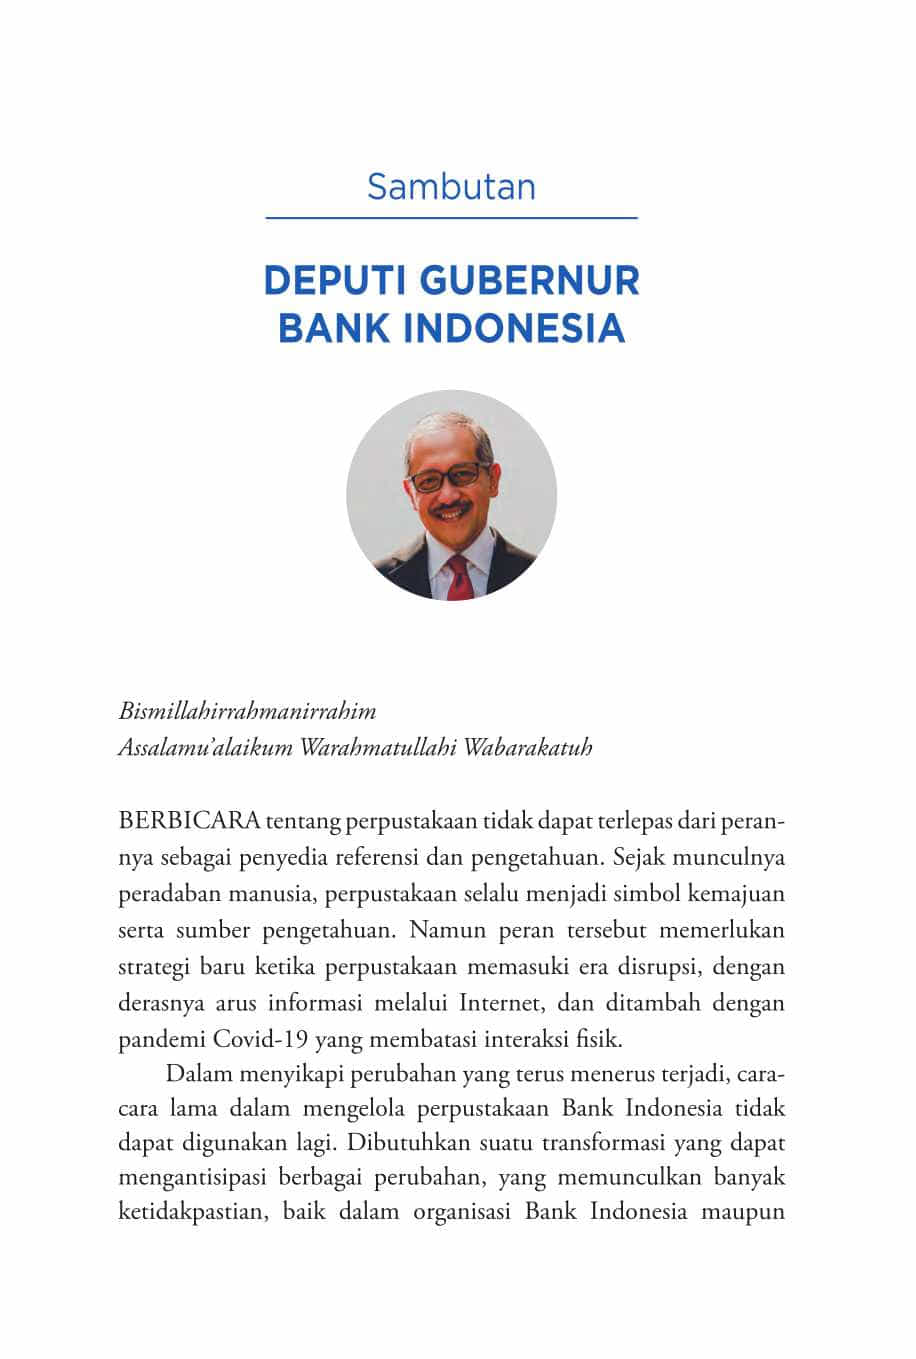 Sambutan
DEPUTI GUBERNUR
BANK INDONESIA
Bismillahirrahmanirrahim
Assalamu’alaikum Warahmatullahi Wabarakatuh
BERBICARA tentang perpustakaan tidak dapat terlepas dari peran-
nya sebagai penyedia referensi dan pengetahuan. Sejak munculnya
peradaban manusia, perpustakaan selalu menjadi simbol kemajuan
serta sumber pengetahuan. Namun peran tersebut memerlukan
strategi baru ketika perpustakaan memasuki era disrupsi, dengan
derasnya arus informasi melalui Internet, dan ditambah dengan
pandemi Covid-19 yang membatasi interaksi fisik.
Dalam menyikapi perubahan yang terus menerus terjadi, cara-
cara lama dalam mengelola perpustakaan Bank Indonesia tidak
dapat digunakan lagi. Dibutuhkan suatu transformasi yang dapat
mengantisipasi berbagai perubahan, yang memunculkan banyak
ketidakpastian, baik dalam organisasi Bank Indonesia maupun